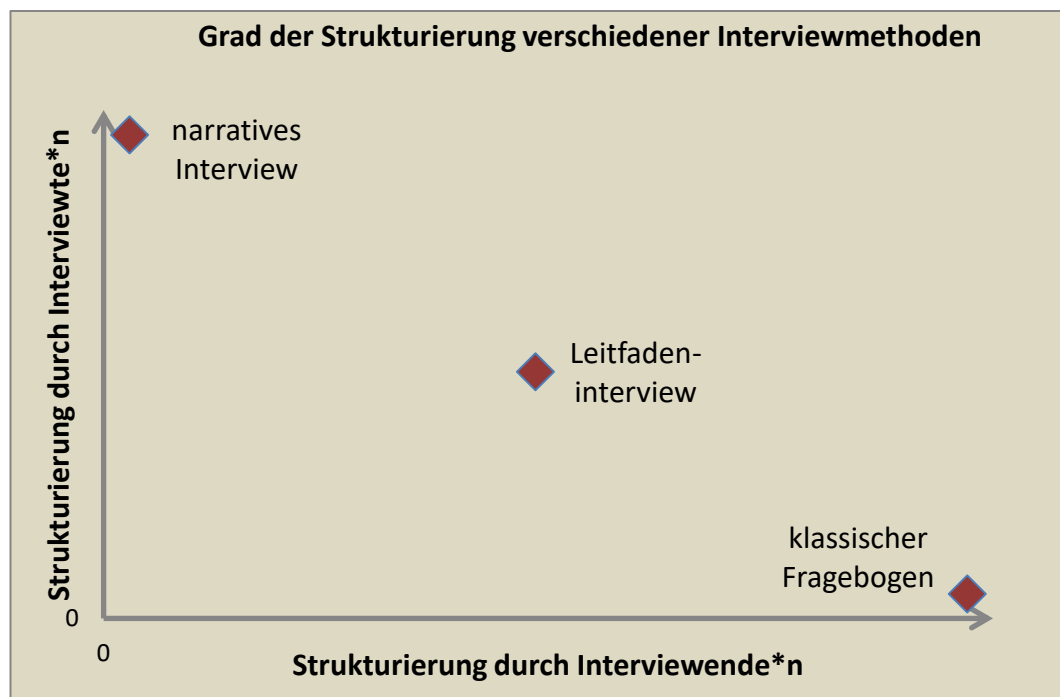 Grad der Strukturierung verschiedener Interviewmethoden
Strukturierung durch Interviewte*n
narratives
Interview
Leitfaden-
interview
klassischer
Fragebogen
0
0
Strukturierung durch Interviewende*n